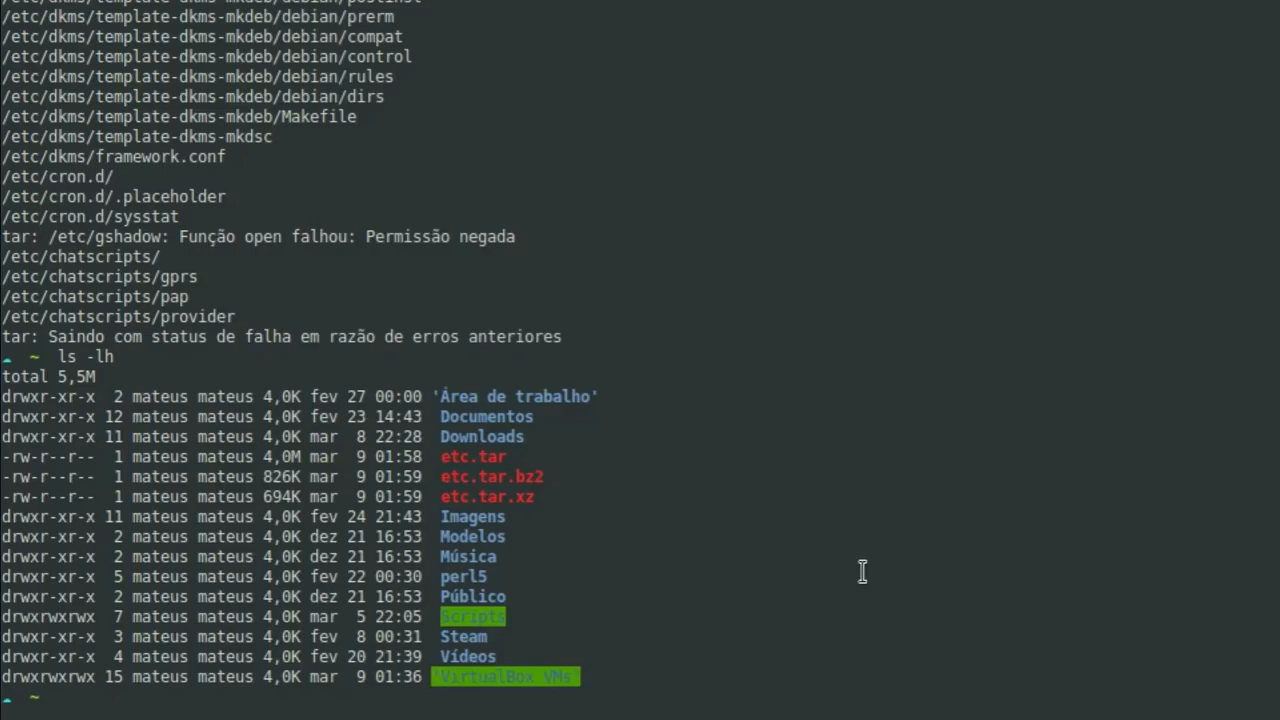 /etc/dkms/template-dkms-mkdeb/debian/postinst
/etc/dkms/template-dkms-mkdeb/debian/prerm
/etc/dkms/template-dkms-mkdeb/debian/compat
/etc/dkms/template-dkms-mkdeb/debian/control
/etc/dkms/template-dkms-mkdeb/debian/rules
/etc/dkms/template-dkms-mkdeb/debian/dirs
/etc/dkms/template-dkms-mkdeb/Makefile
/etc/dkms/template-dkms-mkdsc
/etc/dkms/framework.conf
/etc/cron.d/
/etc/cron.d/.placeholder
/etc/cron.d/sysstat
tar: /etc/gshadow: Função open falhou: Permissão negada
/etc/chatscripts/
/etc/chatscripts/gprs
/etc/chatscripts/pap
/etc/chatscripts/provider
tar: Saindo com status de falha em razão de erros anteriores
~ ls -lh
total 5,5M
drwxr-xr-x  2 mateus mateus 4,0K fev 27 00:00 'Área de trabalho'
drwxr-xr-x 12 mateus mateus 4,0K fev 23 14:43  Documentos
drwxr-xr-x 11 mateus mateus 4,0K mar  8 22:28  Downloads
-rw-r--r--  1 mateus mateus 4,0M mar  9 01:58  etc.tar
-rw-r--r--  1 mateus mateus 826K mar  9 01:59  etc.tar.bz2
-rw-r--r--  1 mateus mateus 694K mar  9 01:59  etc.tar.xz
drwxr-xr-x 11 mateus mateus 4,0K fev 24 21:43  Imagens
drwxr-xr-x  2 mateus mateus 4,0K dez 21 16:53  Modelos
drwxr-xr-x  2 mateus mateus 4,0K dez 21 16:53  Música
drwxr-xr-x  5 mateus mateus 4,0K fev 22 00:30  perl5
drwxr-xr-x  2 mateus mateus 4,0K dez 21 16:53  Público
drwxrwxrwx  7 mateus mateus 4,0K mar  5 22:05  Scripts
drwxr-xr-x  3 mateus mateus 4,0K fev  8 00:31  Steam
drwxr-xr-x  4 mateus mateus 4,0K fev 20 21:39  Vídeos
drwxrwxrwx 15 mateus mateus 4,0K mar  9 01:36 'VirtualBox VMs'
~